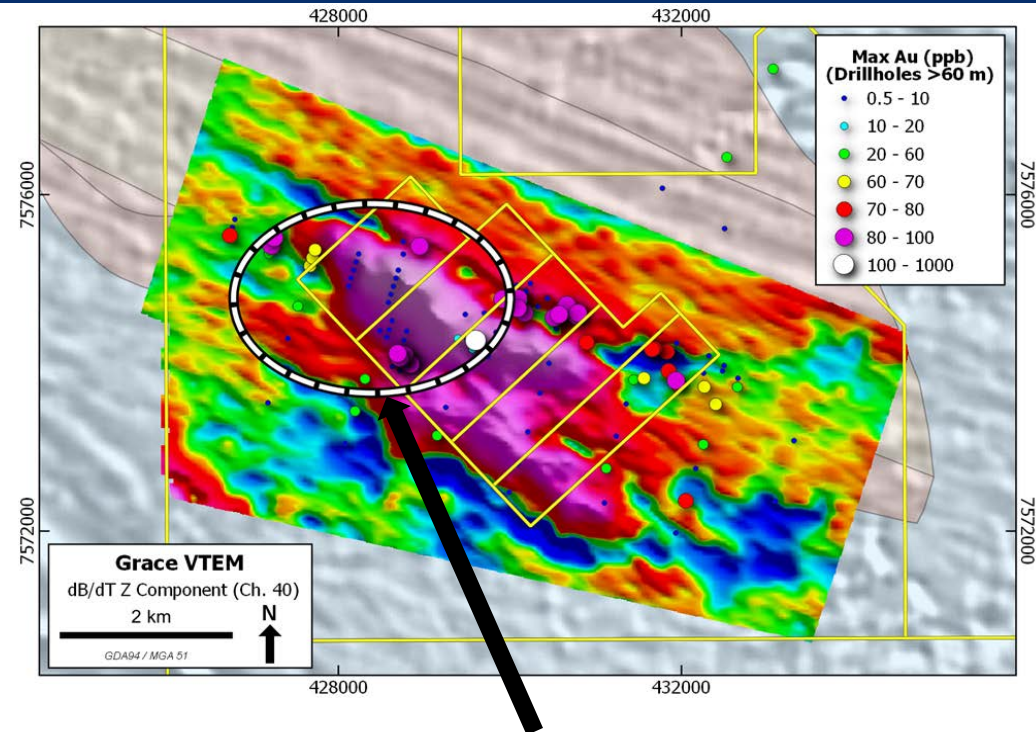 428000
432000
Max Au (ppb)
(Drillholes >60 m)
0.5 - 10
10 - 20
20 - 60
60 - 70
70 - 80
80 - 100
100 - 1000
7576000
7576000
7572000
7572000
Grace VTEM
dB/dT Z Component (Ch. 40)
2 km
N
GDA94 / MGA 51
428000
432000